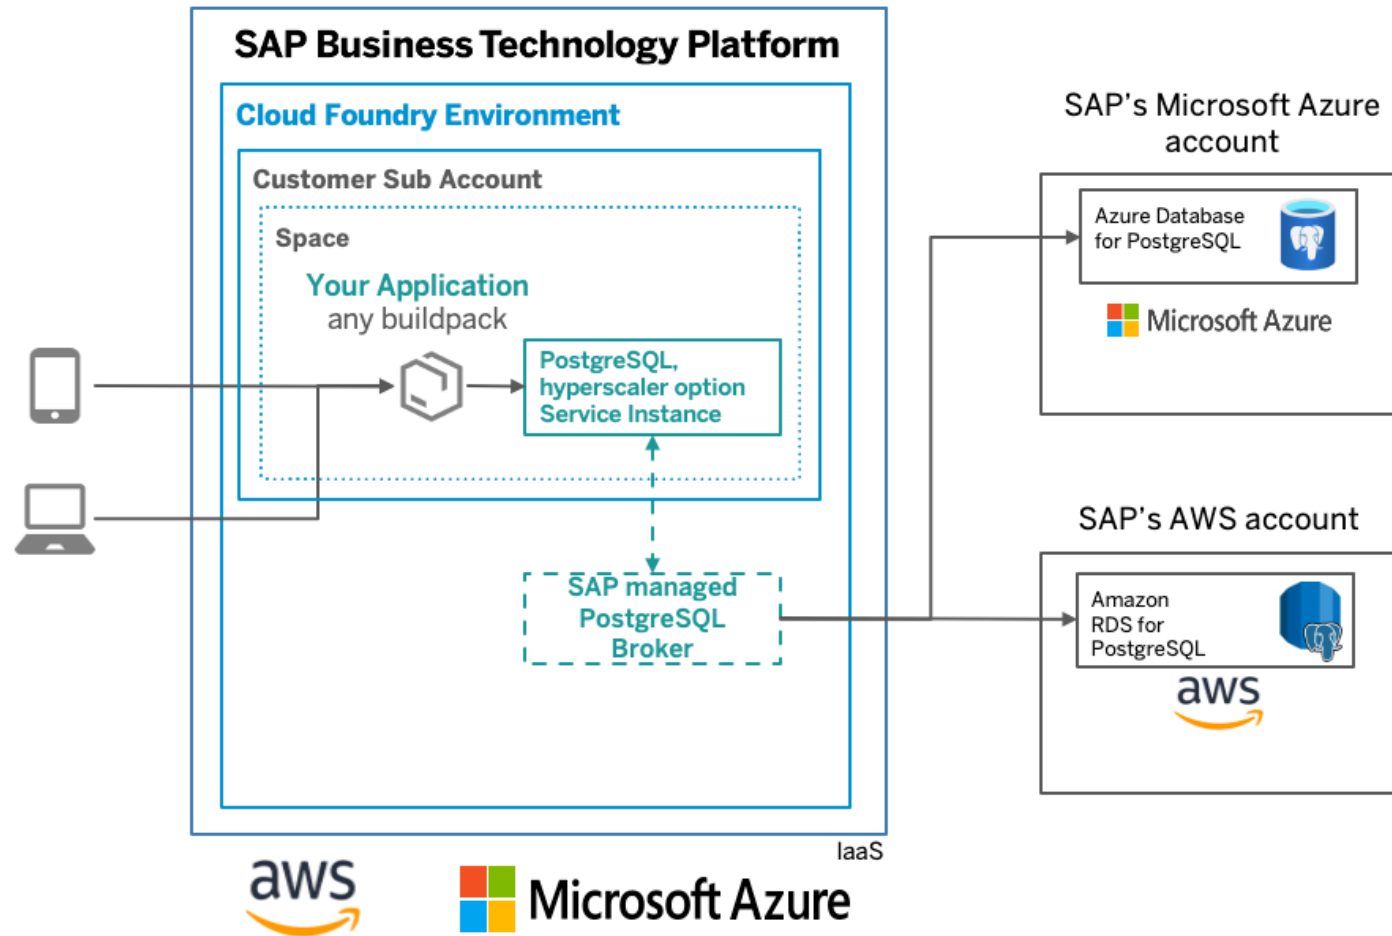 SAP Business Technology Platform
Cloud Foundry Environment
Customer Sub Account
Space
Your Application
any buildpack
PostgreSQL,
hyperscaler option
Service Instance
SAP managed
PostgreSQL
Broker
IaaS
aws
Microsoft Azure
SAP's Microsoft Azure
account
Azure Database
for PostgreSQL
Microsoft Azure
SAP's AWS account
Amazon
RDS for
PostgreSQL
aws